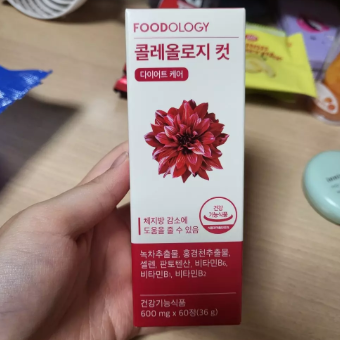 FOODOLOGY
콜레올로지 컷
다이어트 케어
건강
기능식품
체지방 감소에
도움을 줄 수 있음
녹차추출물, 홍경천추출물,
셀렌, 판토텐산, 비타민B₆,
비타민B₁, 비타민B₂
건강기능식품
600 mg x 60정(36 g)